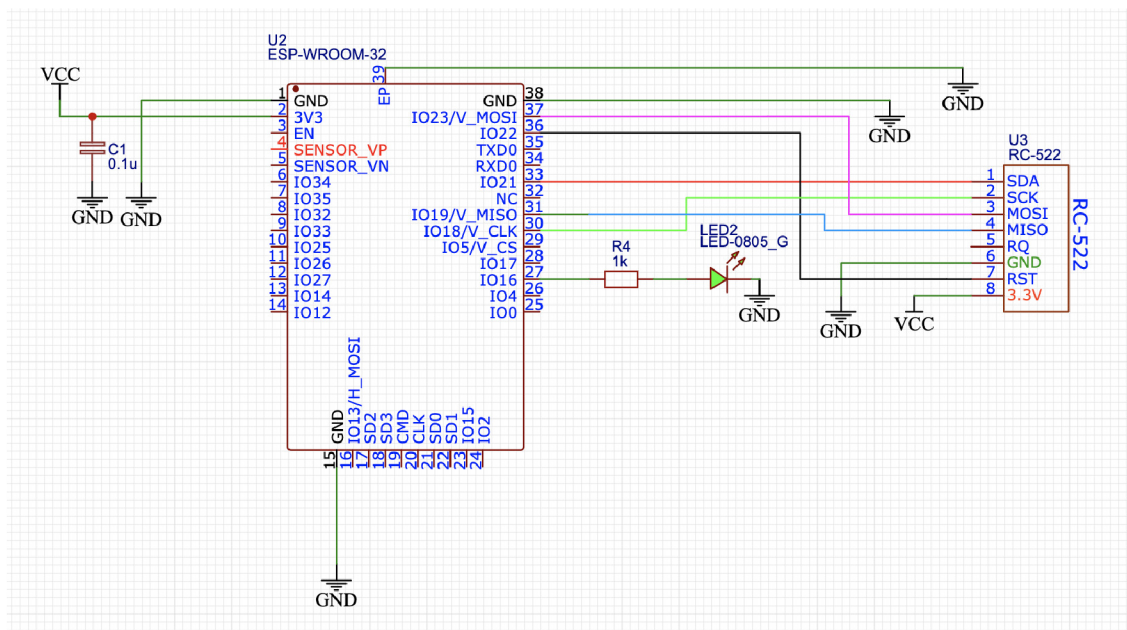 U2
ESP-WROOM-32
VCC
C1
0.1u
GND
GND
EP 39
GND
GND
1 GND
2 3V3
3 EN
4 SENSOR_VP
5 SENSOR_VN
6 IO34
7 IO35
8 IO32
9 IO33
10 IO25
11 IO26
12 IO27
13 IO14
14 IO12
GND 38
IO23/V_MOSI 37
IO22 36
TXD0 35
RXD0 34
IO21 33
NC 32
IO19/V_MISO 31
IO18/V_CLK 30
IO5/V_CS 29
IO17 28
IO16 27
IO4 26
IO0 25
GND 15
IO13/H_MOSI 16
SD2 17
SD3 18
CMD 19
CLK 20
SD0 21
SD1 22
IO15 23
IO2 24
GND
R4
1k
LED2
LED-0805_G
GND
U3
RC-522
1 SDA
2 SCK
3 MOSI
4 MISO
5 RQ
6 GND
7 RST
8 3.3V
RC-522
GND
VCC